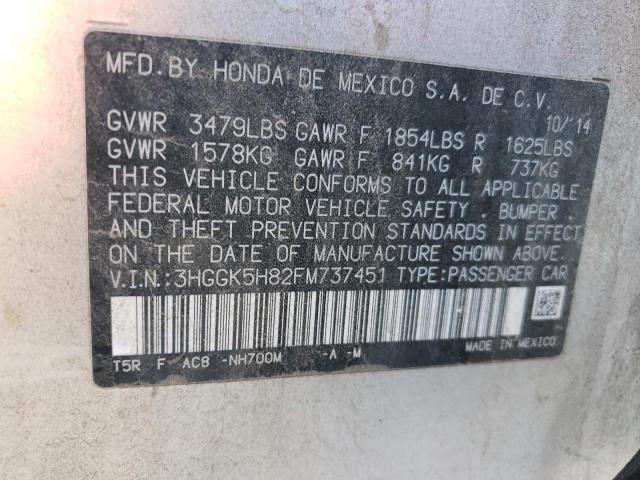 MFD.BY HONDA DE MEXICO S.A. DE C.V.
10/'14
GVWR 3479LBS GAWR F 1854LBS R 1625LBS
GVWR 1578KG GAWR F 841KG R 737KG
THIS VEHICLE CONFORMS TO ALL APPLICABLE
FEDERAL MOTOR VEHICLE SAFETY . BUMPER .
AND THEFT PREVENTION STANDARDS IN EFFECT
ON THE DATE OF MANUFACTURE SHOWN ABOVE.
V.I.N.:3HGGK5H82FM737451 TYPE:PASSENGER CAR
MADE IN MEXICO
T5R F AC8 -NH700M -A -M